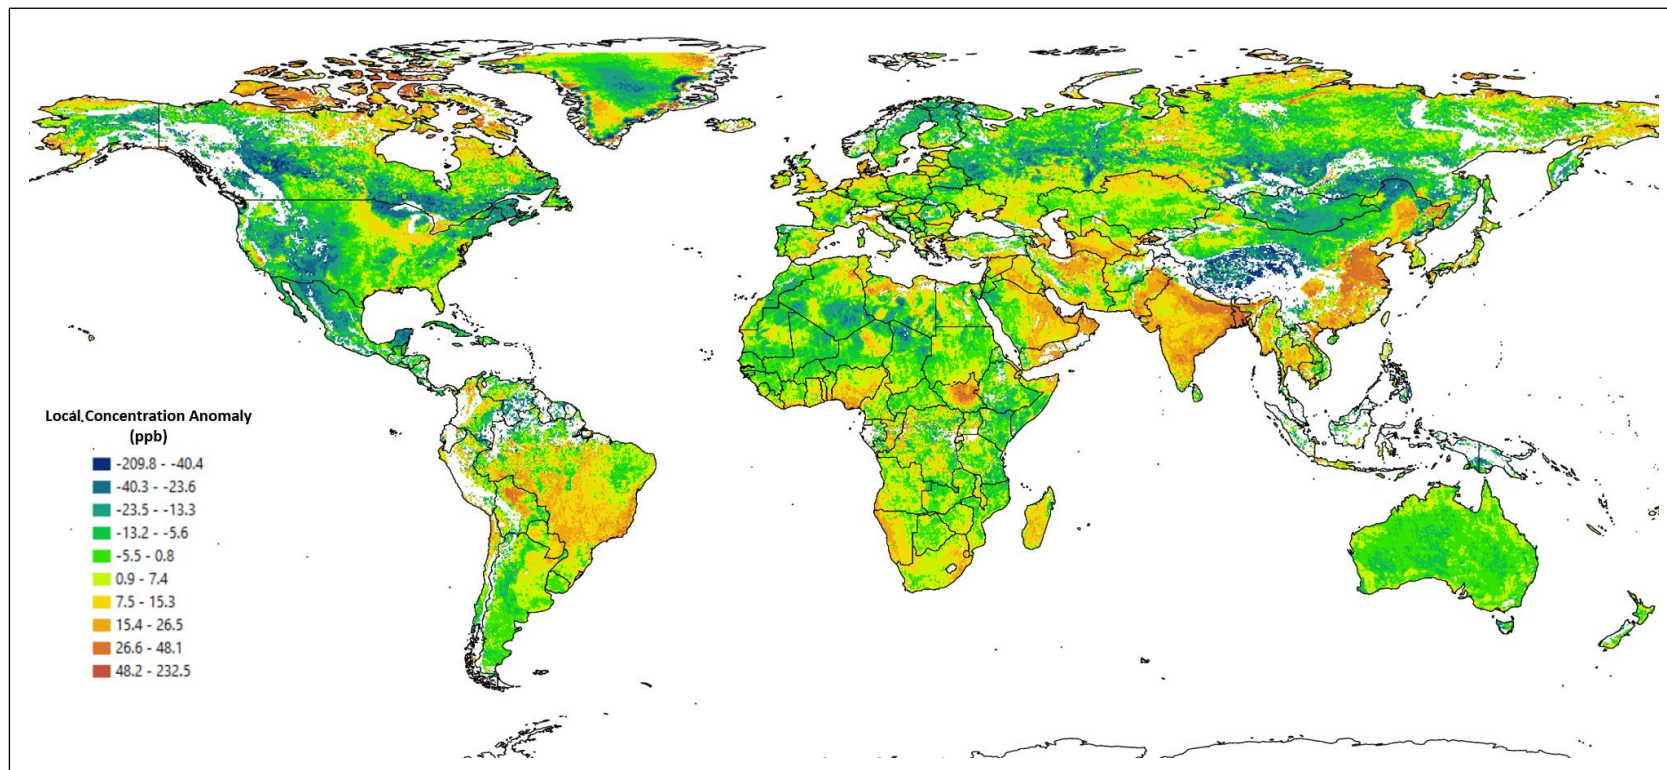 Local Concentration Anomaly
(ppb)
-209.8 - -40.4
-40.3 - -23.6
-23.5 - -13.3
-13.2 - -5.6
-5.5 - 0.8
0.9 - 7.4
7.5 - 15.3
15.4 - 26.5
26.6 - 48.1
48.2 - 232.5